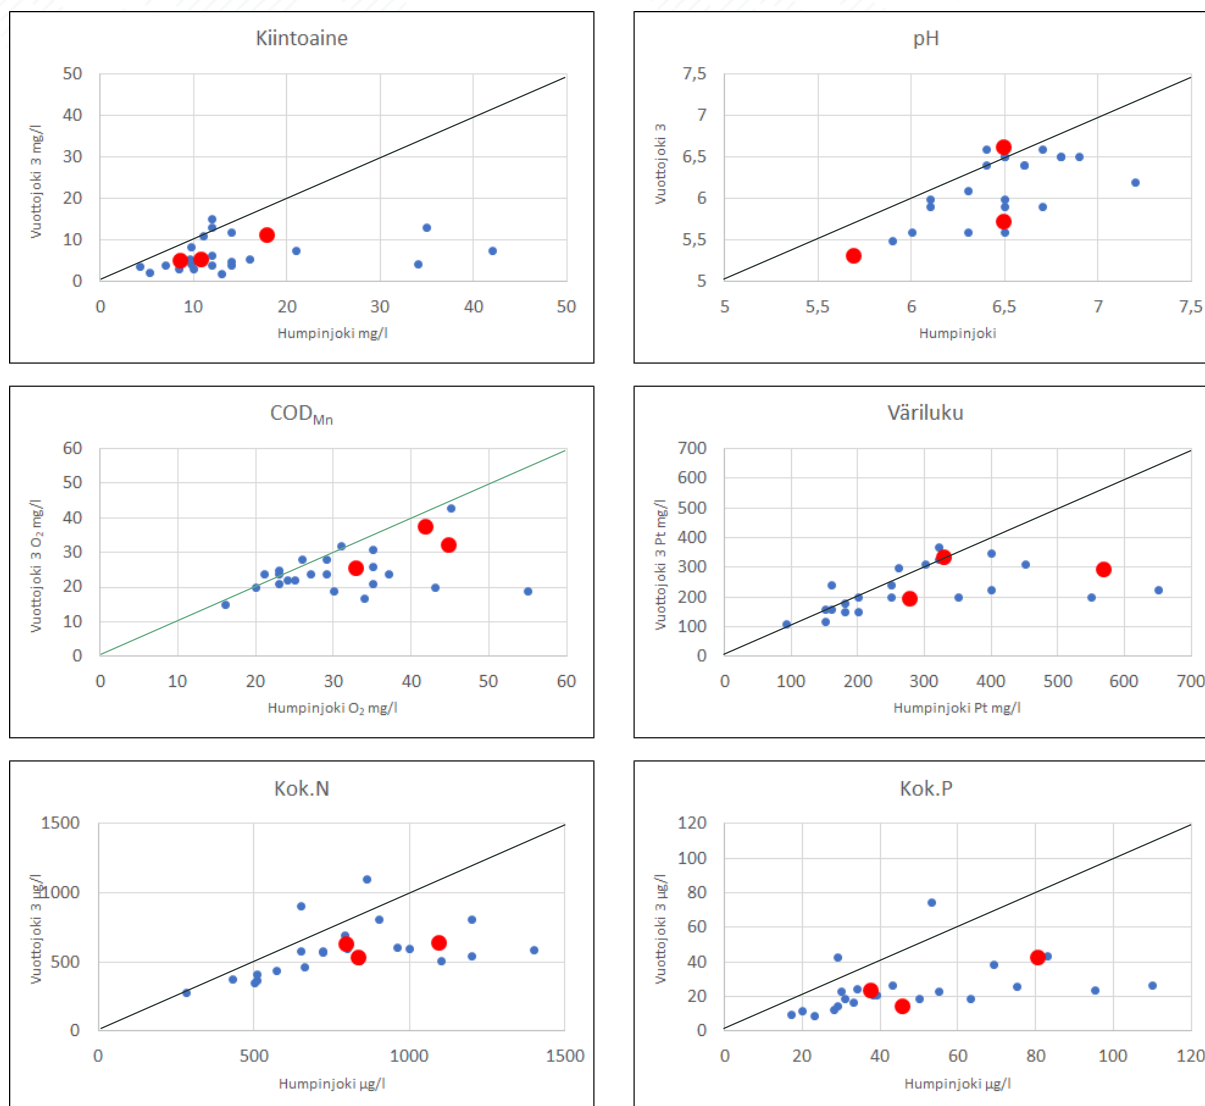 Kiintoaine
50
40
30
20
10
0
Vuottojoki 3 mg/l
0 10 20 30 40 50
Humpinjoki mg/l
pH
7,5
7
6,5
6
5,5
5
Vuottojoki 3
5 5,5 6 6,5 7 7,5
Humpinjoki
COD Mn
60
50
40
30
20
10
0
Vuottojoki 3 O₂ mg/l
0 10 20 30 40 50 60
Humpinjoki O₂ mg/l
Väriluku
700
600
500
400
300
200
100
0
Vuottojoki 3 Pt mg/l
0 100 200 300 400 500 600 700
Humpinjoki Pt mg/l
Kok.N
1500
1000
500
0
Vuottojoki 3 µg/l
0 500 1000 1500
Humpinjoki µg/l
Kok.P
120
100
80
60
40
20
0
Vuottojoki 3 µg/l
0 20 40 60 80 100 120
Humpinjoki µg/l